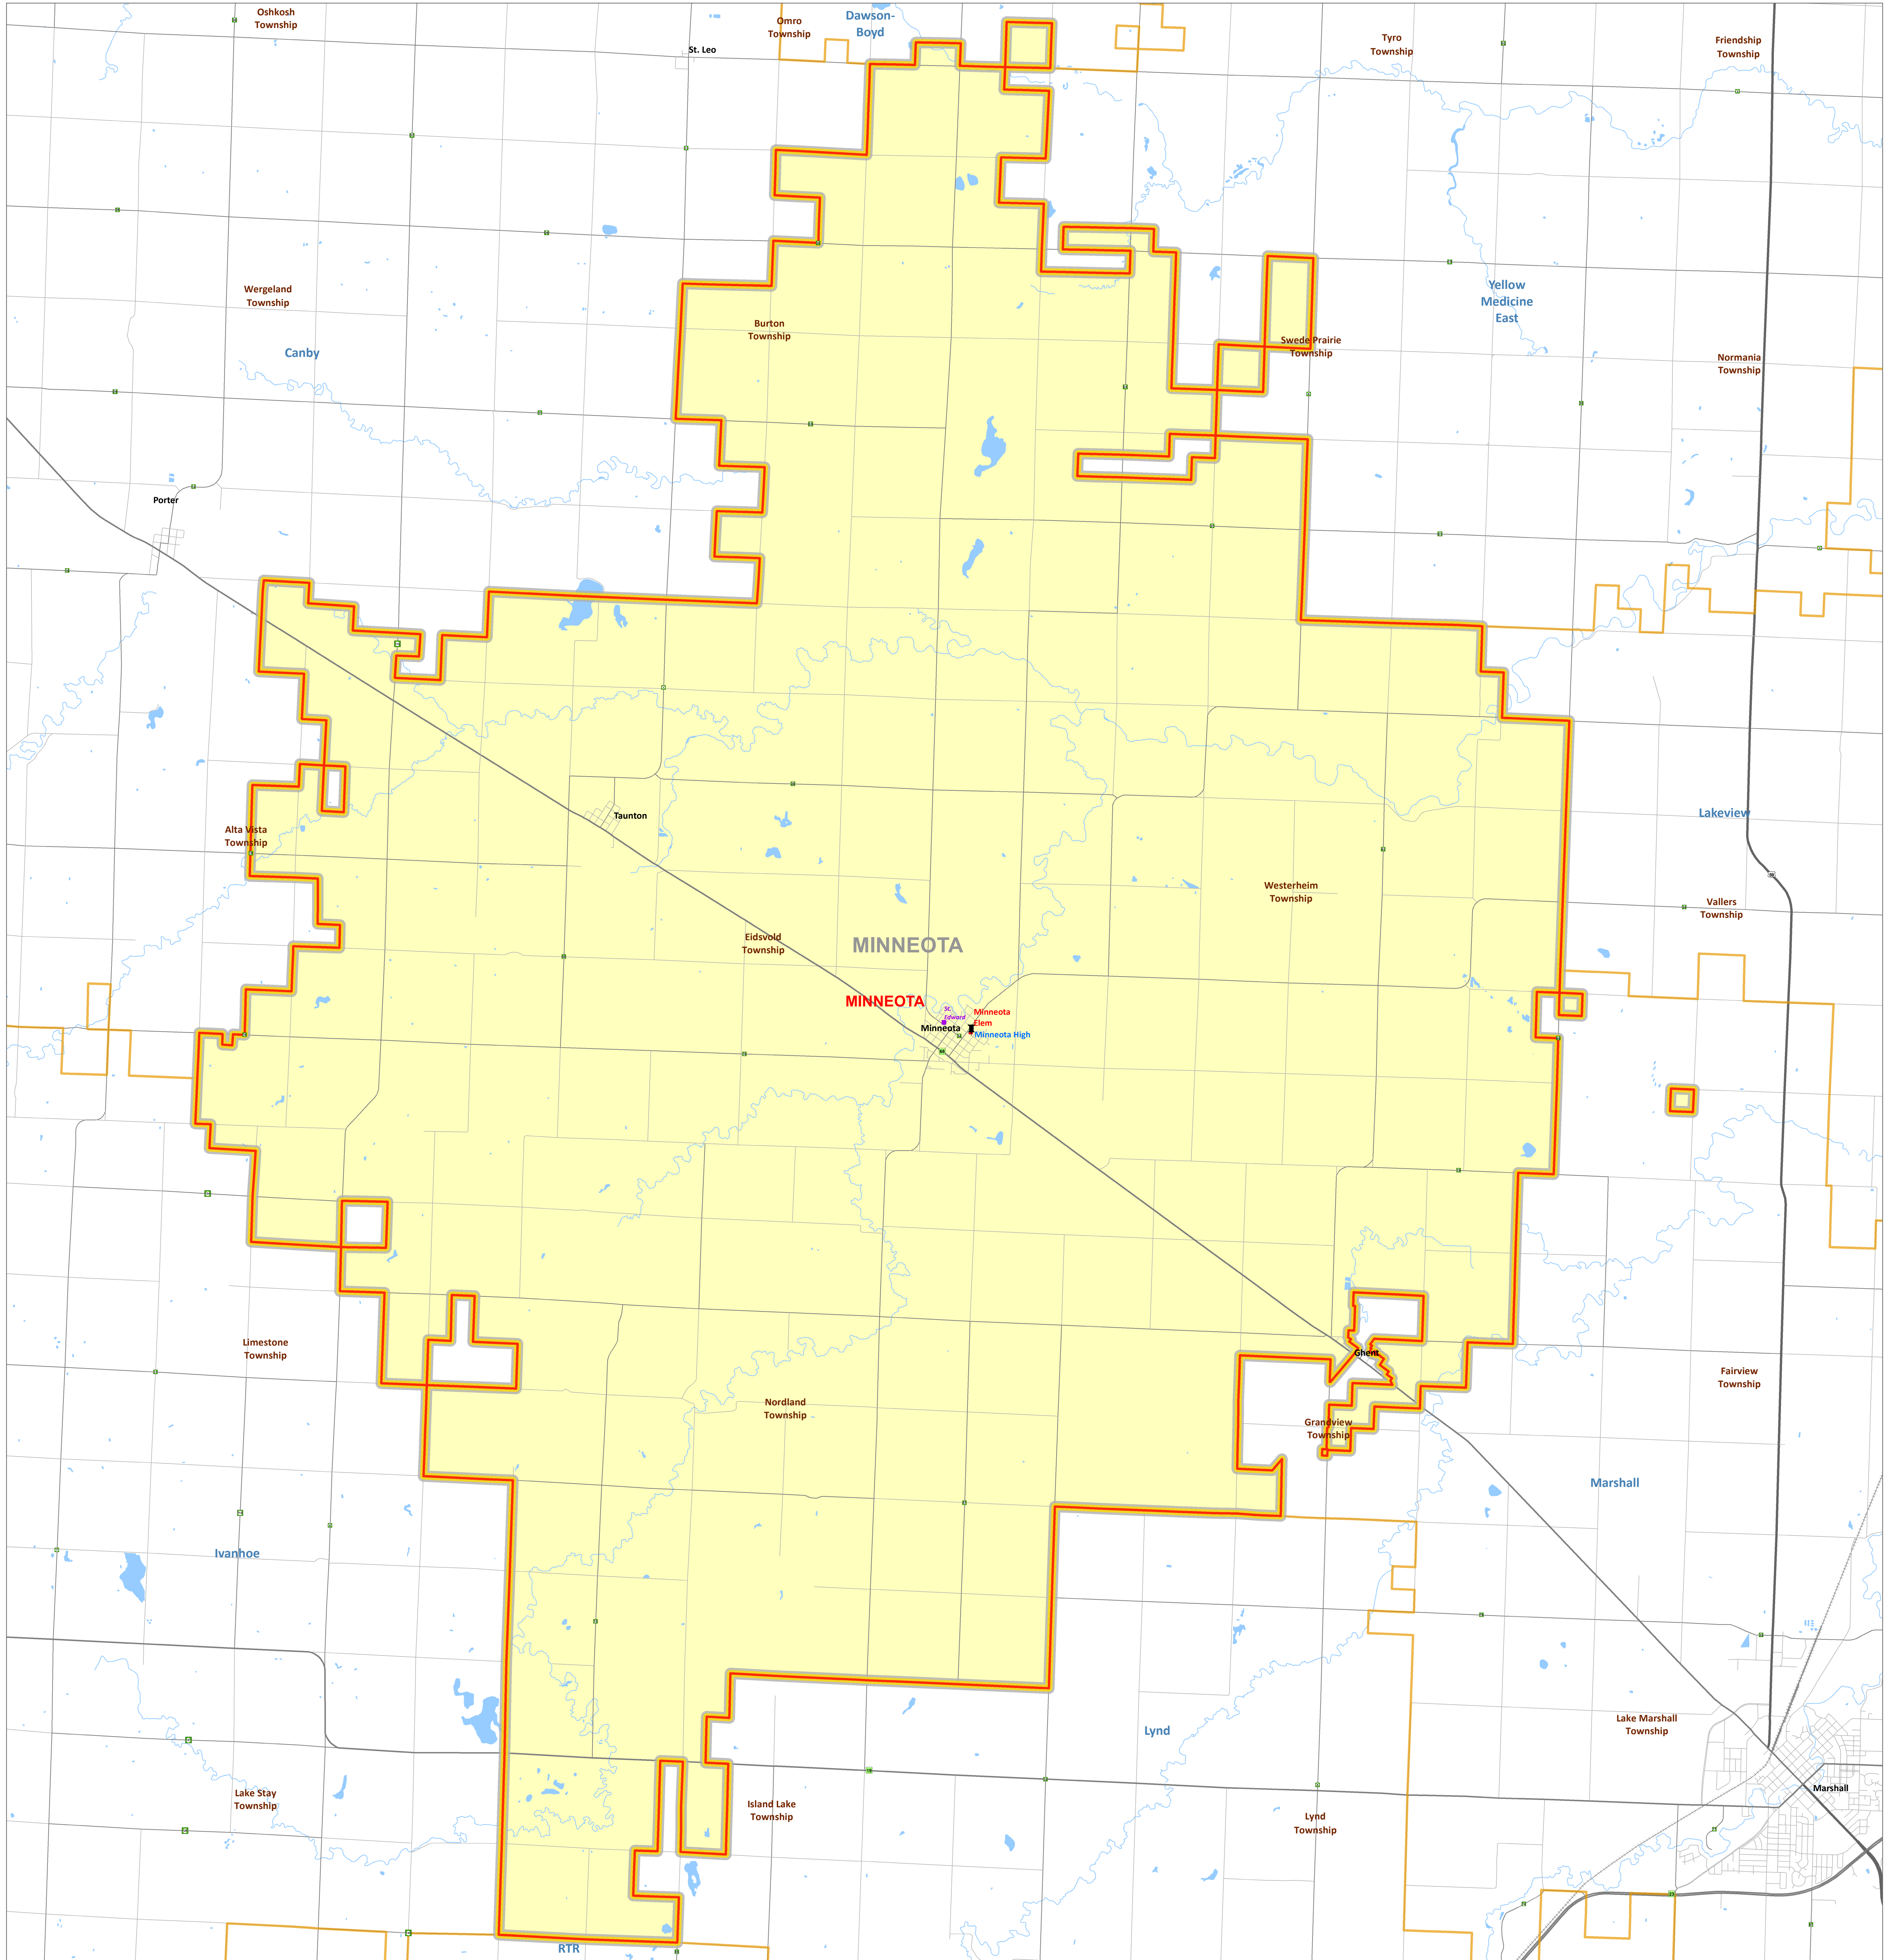 Oshkosh
Township
Omro
Township
Dawson-
Boyd
Tyro
Township
Friendship
Township
St. Leo
Wergeland
Township
Canby
Burton
Township
Yellow
Medicine
East
Swede Prairie
Township
Normania
Township
Porter
Taunton
Alta Vista
Township
Lakeview
Westerheim
Township
Vallers
Township
Eidsvold
Township
MINNEOTA
MINNEOTA
St.
Edward
Minneota
Elem
Minneota
Minneota High
Limestone
Township
Ghent
Fairview
Township
Nordland
Township
Grandview
Township
Marshall
Ivanhoe
Lynd
Lake Marshall
Township
Marshall
Lake Stay
Township
Island Lake
Township
Lynd
Township
RTR